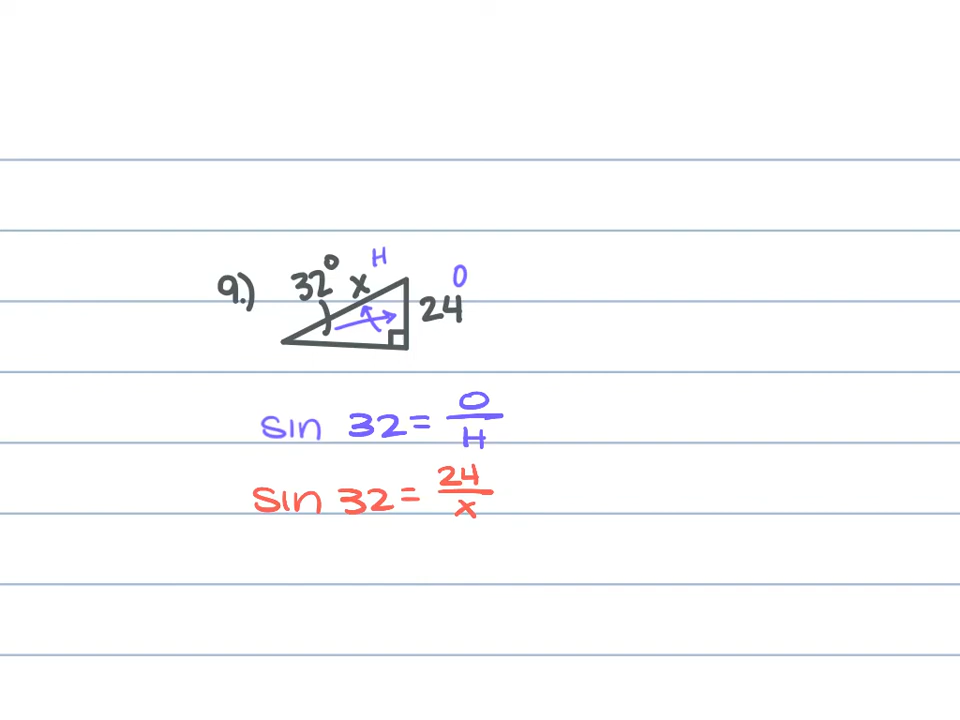 9.) 32° x H 24 O
sin 32 = O/H
sin 32 = 24/x